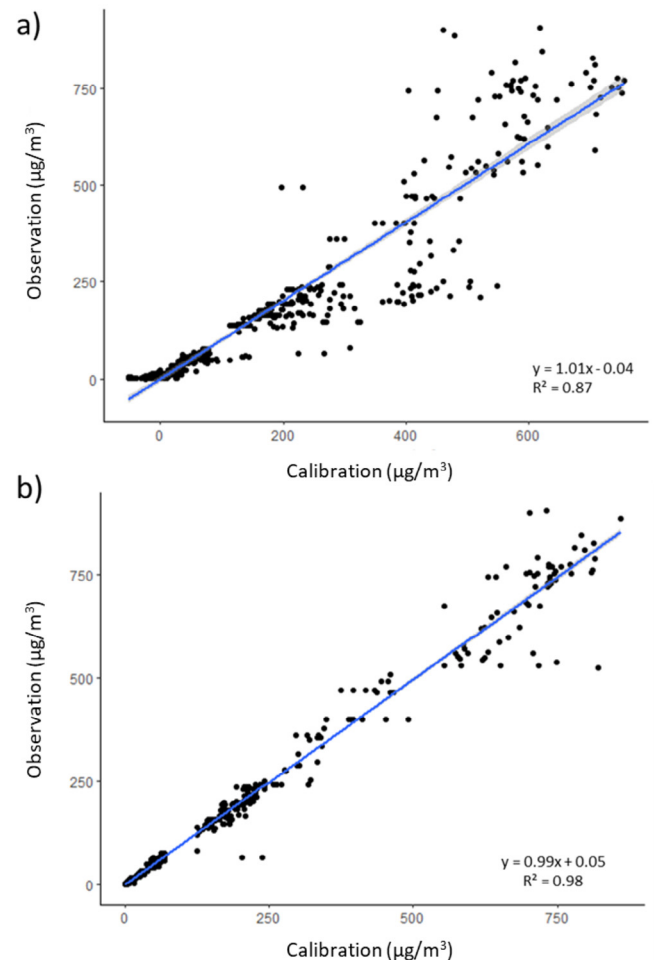 a)
Observation (µg/m³)
750
500
250
0
y = 1.01x - 0.04
R² = 0.87
0 200 400 600
Calibration (µg/m³)
b)
Observation (µg/m³)
750
500
250
0
y = 0.99x + 0.05
R² = 0.98
0 250 500 750
Calibration (µg/m³)